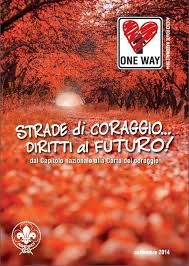 ONE WAY
STRADE di CORAGGIO...
DIRITTI al FUTURO!
dal Capitolo nazionale alla Carta del coraggio
settembre 2014